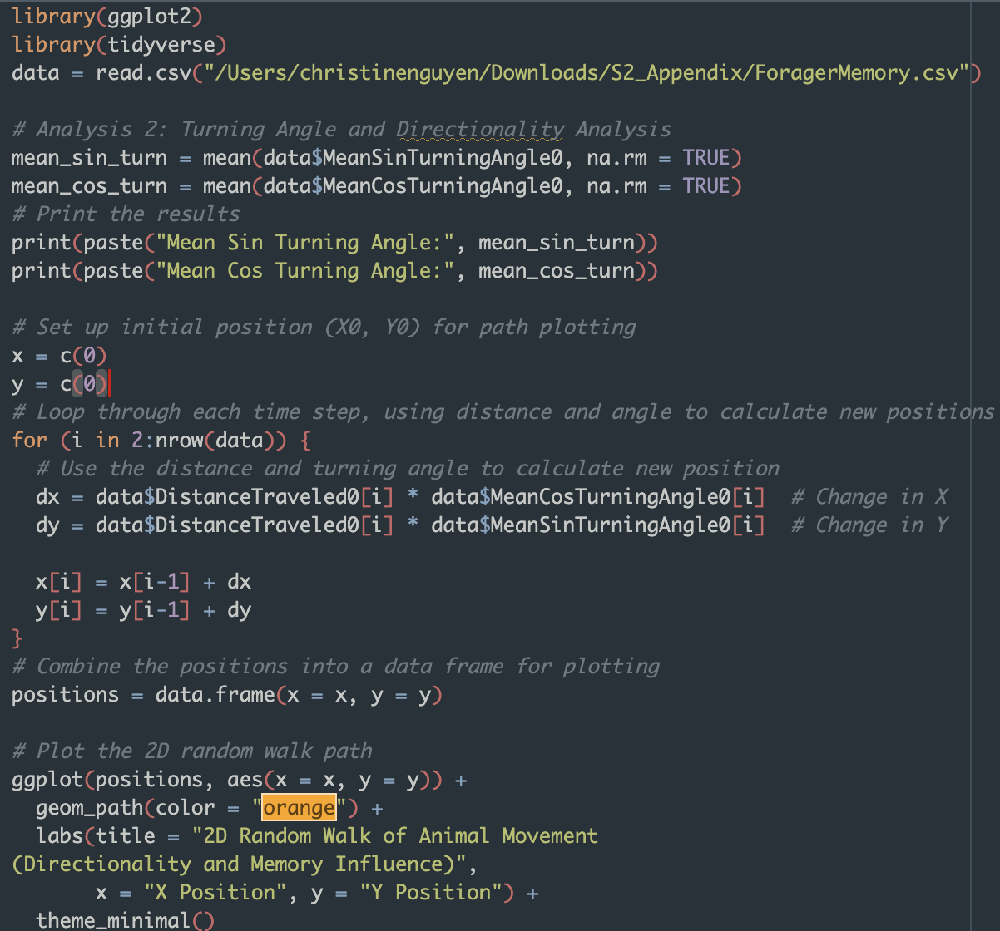 library(ggplot2)
library(tidyverse)
data = read.csv("/Users/christinenguyen/Downloads/S2_Appendix/ForagerMemory.csv")
# Analysis 2: Turning Angle and Directionality Analysis
mean_sin_turn = mean(data$MeanSinTurningAngle0, na.rm = TRUE)
mean_cos_turn = mean(data$MeanCosTurningAngle0, na.rm = TRUE)
# Print the results
print(paste("Mean Sin Turning Angle:", mean_sin_turn))
print(paste("Mean Cos Turning Angle:", mean_cos_turn))
# Set up initial position (X0, Y0) for path plotting
x = c(0)
y = c(0)
# Loop through each time step, using distance and angle to calculate new positions
for (i in 2:nrow(data)) {
  # Use the distance and turning angle to calculate new position
  dx = data$DistanceTraveled0[i] * data$MeanCosTurningAngle0[i]  # Change in X
  dy = data$DistanceTraveled0[i] * data$MeanSinTurningAngle0[i]  # Change in Y
  x[i] = x[i-1] + dx
  y[i] = y[i-1] + dy
}
# Combine the positions into a data frame for plotting
positions = data.frame(x = x, y = y)
# Plot the 2D random walk path
ggplot(positions, aes(x = x, y = y)) +
  geom_path(color = "orange") +
  labs(title = "2D Random Walk of Animal Movement
(Directionality and Memory Influence)",
       x = "X Position", y = "Y Position") +
  theme_minimal()